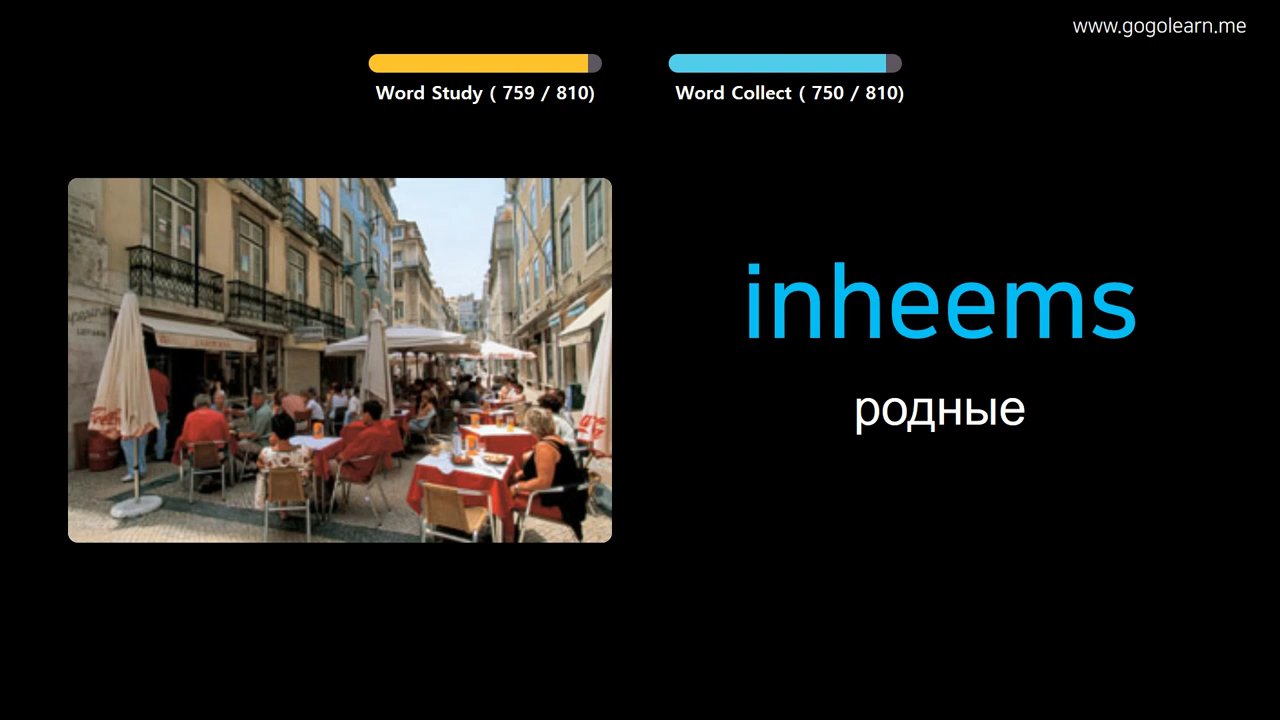 www.gogolearn.me
Word Study ( 759 / 810)
Word Collect ( 750 / 810)
inheems
родные